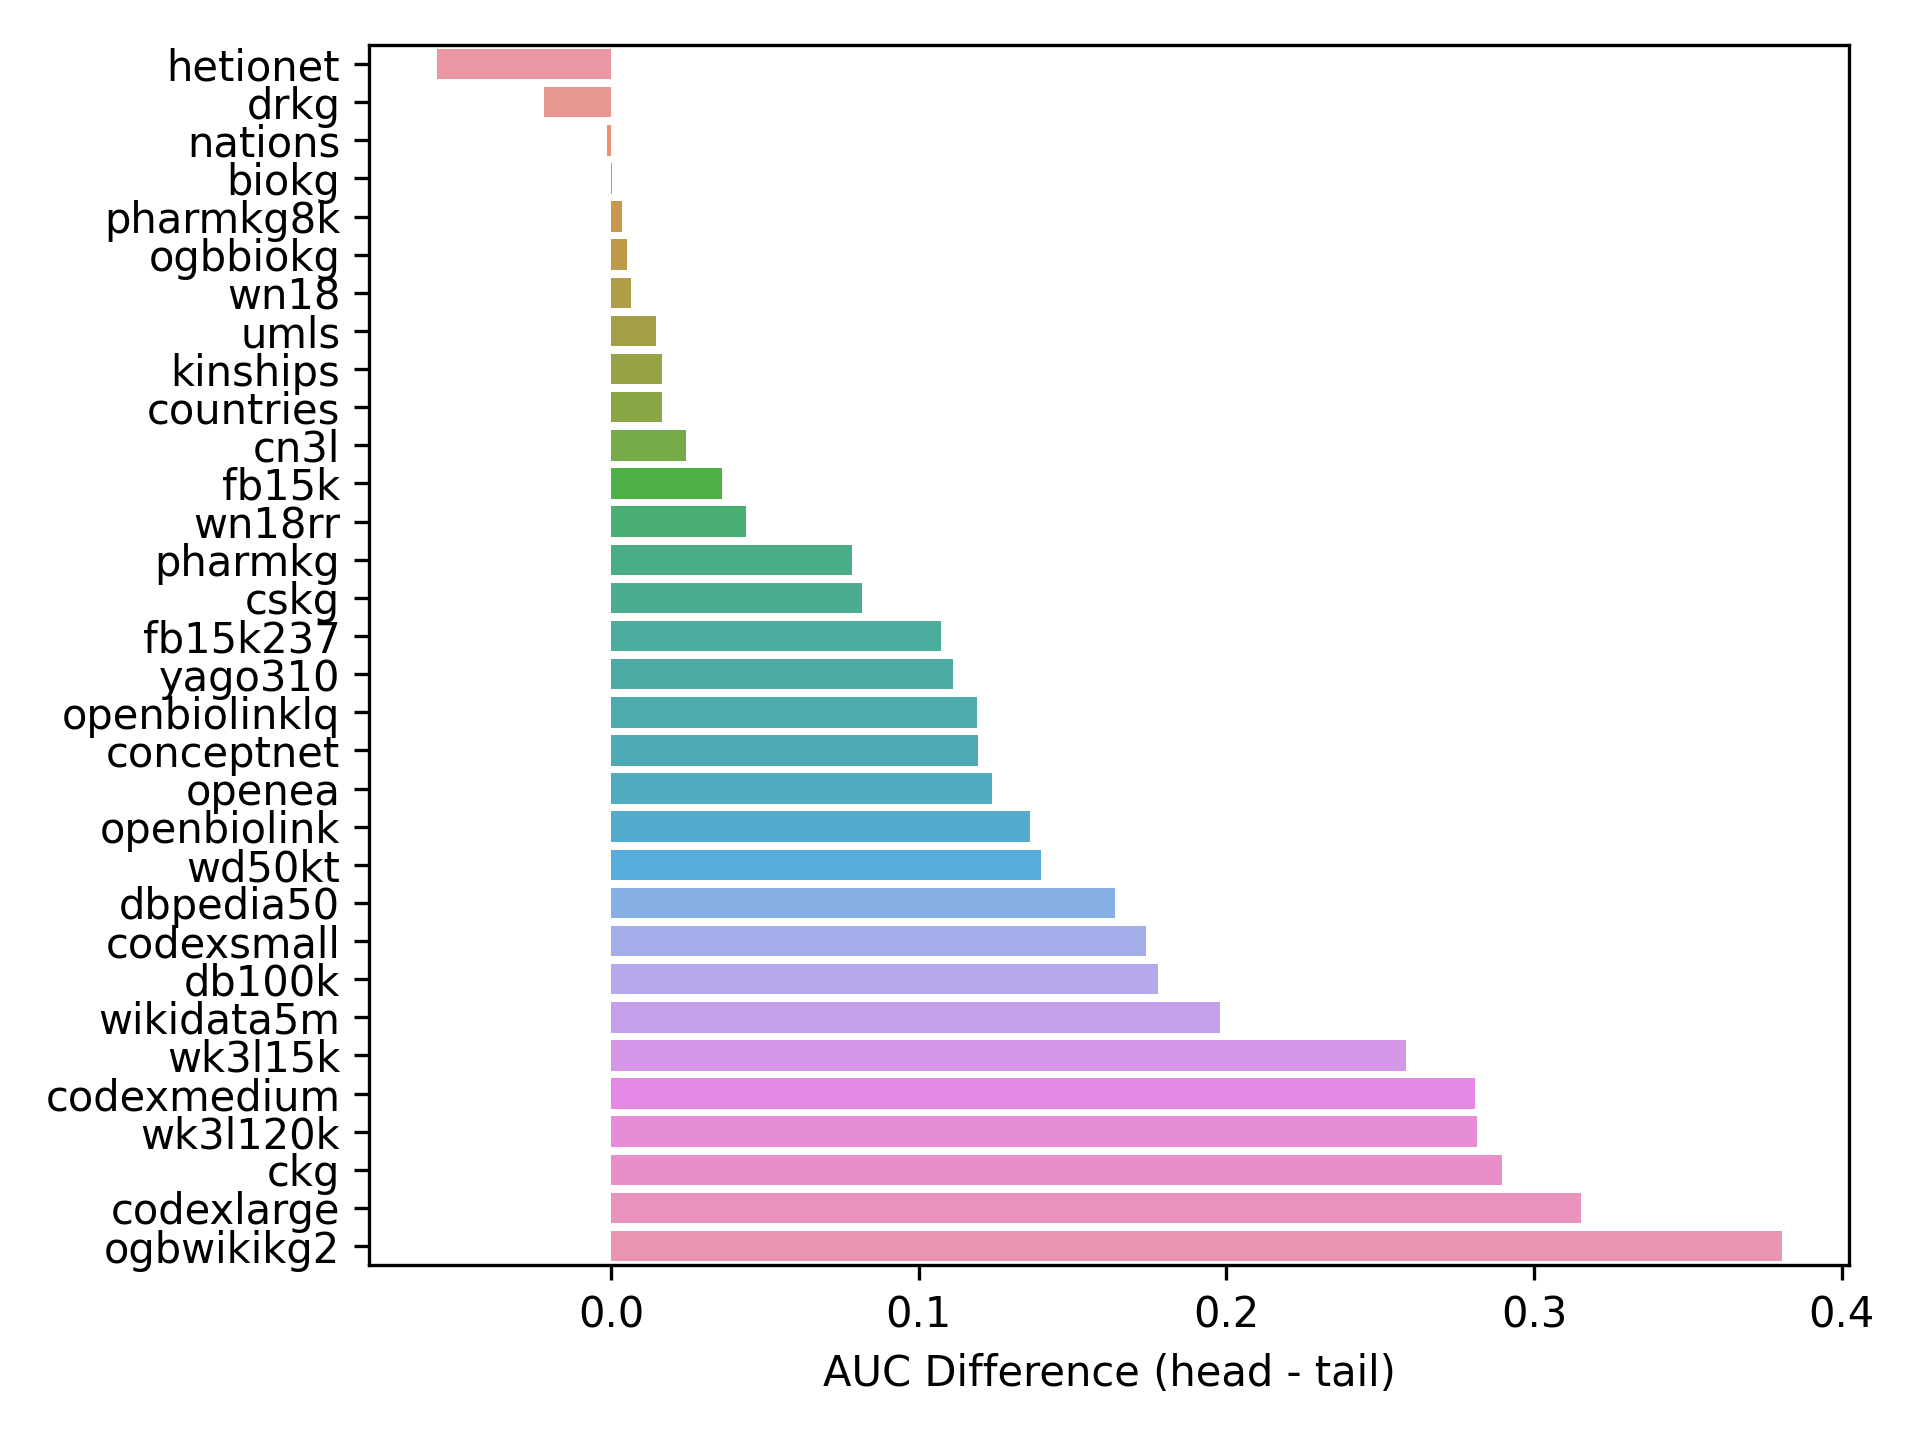 hetionet
drkg
nations
biokg
pharmkg8k
ogbbiokg
wn18
umls
kinships
countries
cn3l
fb15k
wn18rr
pharmkg
cskg
fb15k237
yago310
openbiolinklq
conceptnet
openea
openbiolink
wd50kt
dbpedia50
codexsmall
db100k
wikidata5m
wk3l15k
codexmedium
wk3l120k
ckg
codexlarge
ogbwikikg2
0.0 0.1 0.2 0.3 0.4
AUC Difference (head - tail)